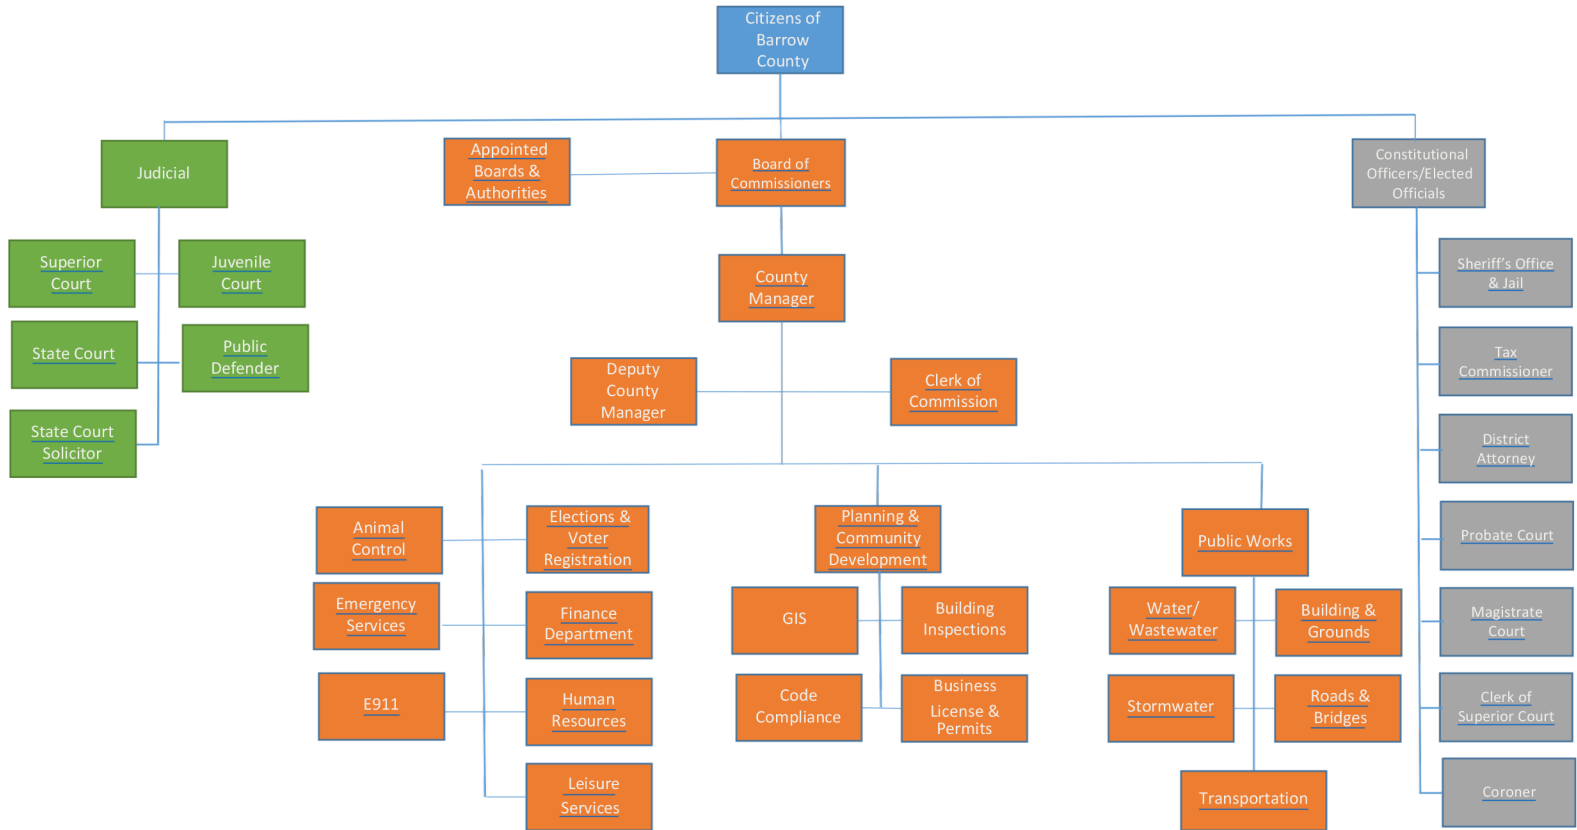 Citizens of
Barrow
County
Judicial
Appointed
Boards &
Authorities
Board of
Commissioners
Constitutional
Officers/Elected
Officials
Superior
Court
Juvenile
Court
State Court
Public
Defender
State Court
Solicitor
County
Manager
Deputy
County
Manager
Clerk of
Commission
Animal
Control
Elections &
Voter
Registration
Emergency
Services
Finance
Department
E911
Human
Resources
Leisure
Services
Planning &
Community
Development
GIS
Building
Inspections
Code
Compliance
Business
License &
Permits
Public Works
Water/
Wastewater
Building &
Grounds
Stormwater
Roads &
Bridges
Transportation
Sheriff’s Office
& Jail
Tax
Commissioner
District
Attorney
Probate Court
Magistrate
Court
Clerk of
Superior Court
Coroner